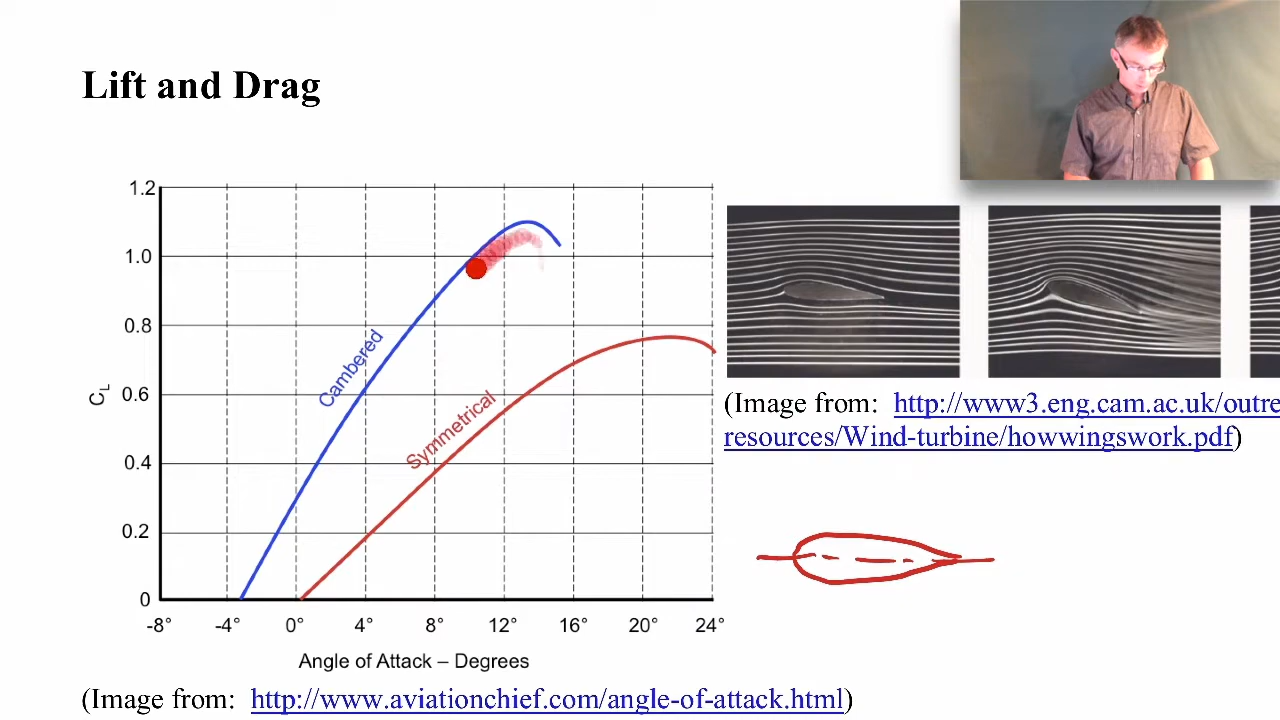 Lift and Drag
1.2
1.0
0.8
0.6
0.4
0.2
0
CL
Cambered
Symmetrical
-8° -4° 0° 4° 8° 12° 16° 20° 24°
Angle of Attack – Degrees
(Image from: http://www.aviationchief.com/angle-of-attack.html)
(Image from: http://www3.eng.cam.ac.uk/outre
resources/Wind-turbine/howwingswork.pdf)